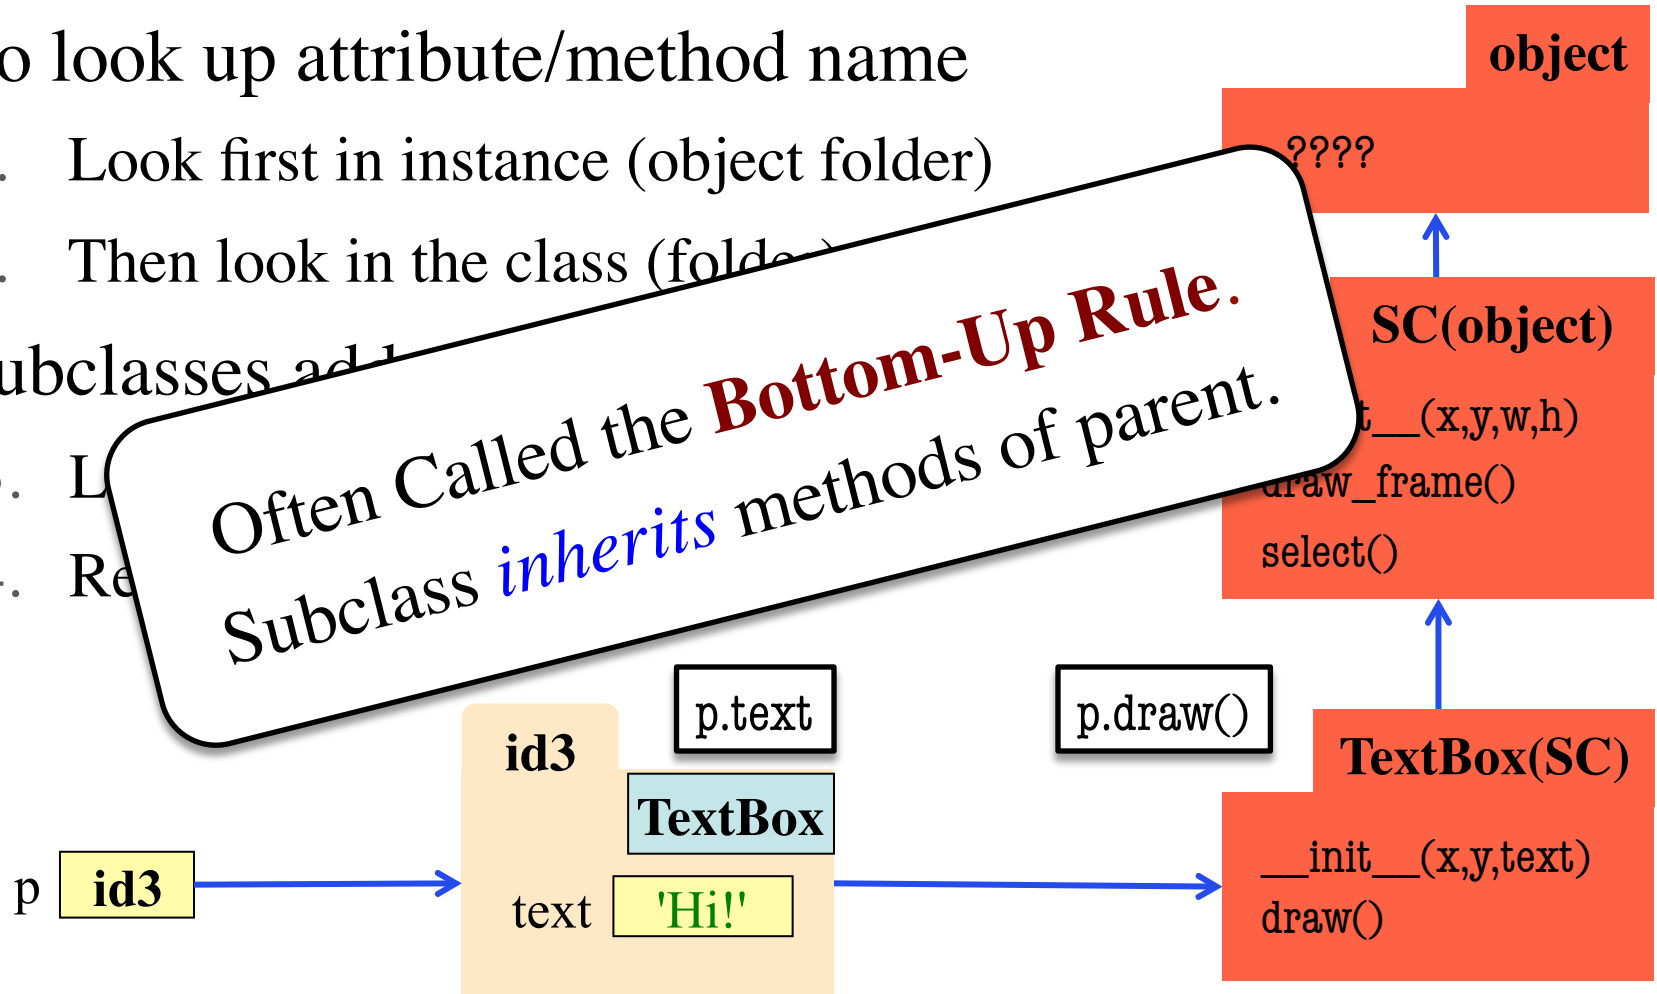 o look up attribute/method name
Look first in instance (object folder)
Then look in the class (folder)
ubclasses add
Often Called the Bottom-Up Rule.
Subclass inherits methods of parent.
object
????
SC(object)
t__(x,y,w,h)
draw_frame()
select()
p.text
p.draw()
TextBox(SC)
__init__(x,y,text)
draw()
id3
TextBox
p id3
text 'Hi!'